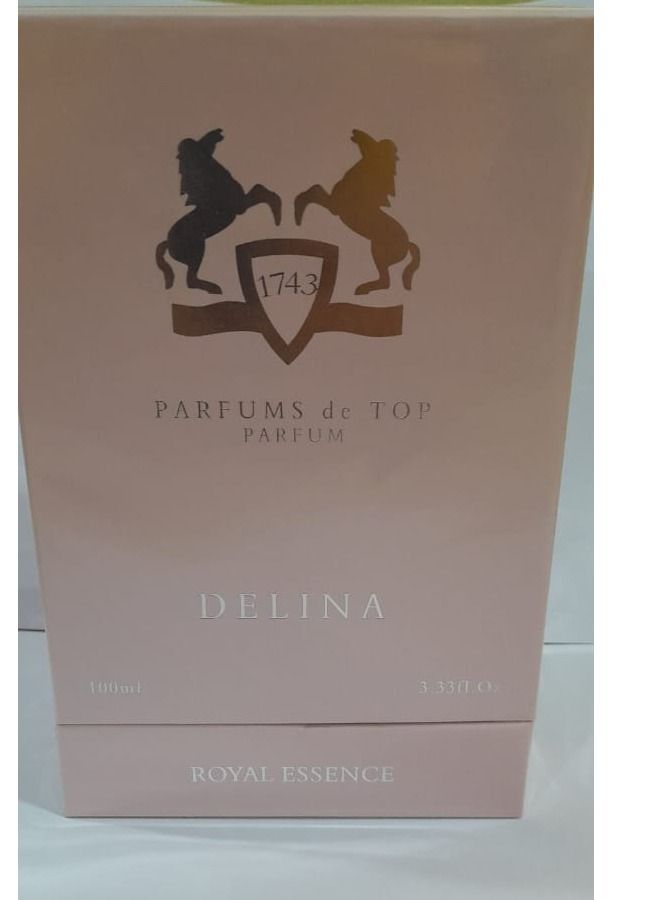 1743
PARFUMS de TOP
PARFUM
DELINA
100ml 3.33fl.Oz
ROYAL ESSENCE